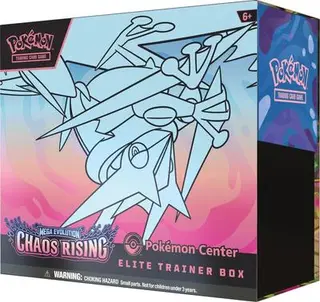 POKÉMON
TRADING CARD GAME
6+
POKÉMON
TRADING CARD GAME
MEGA EVOLUTION
CHAOS RISING
Pokémon Center
ELITE TRAINER BOX
WARNING: CHOKING HAZARD Small parts. Not for children under 3 years.